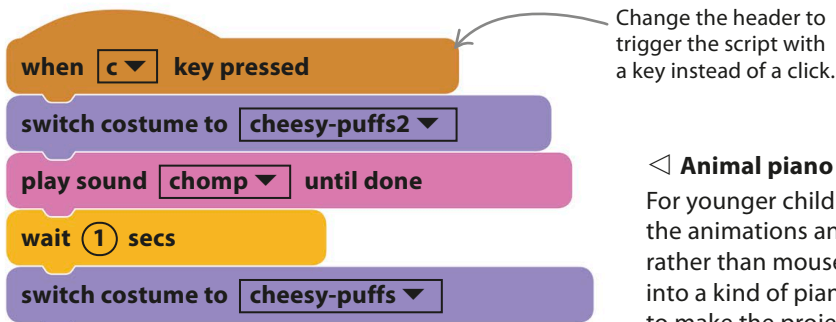 when c key pressed
switch costume to cheesy-puffs2
play sound chomp until done
wait 1 secs
switch costume to cheesy-puffs
Change the header to
trigger the script with
a key instead of a click.
Animal piano
For younger child
the animations an
rather than mouse
into a kind of pian
to make the proje